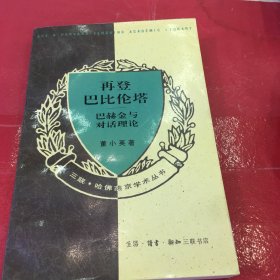 再登
巴比伦塔
巴赫金与
对话理论
董小英著
三联·哈佛燕京学术丛书
生活·读书·新知三联书店